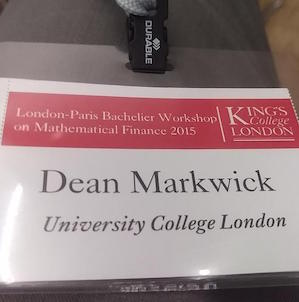 DURABLE
London-Paris Bachelier Workshop
on Mathematical Finance 2015
KING'S
College
LONDON
Dean Markwick
University College London